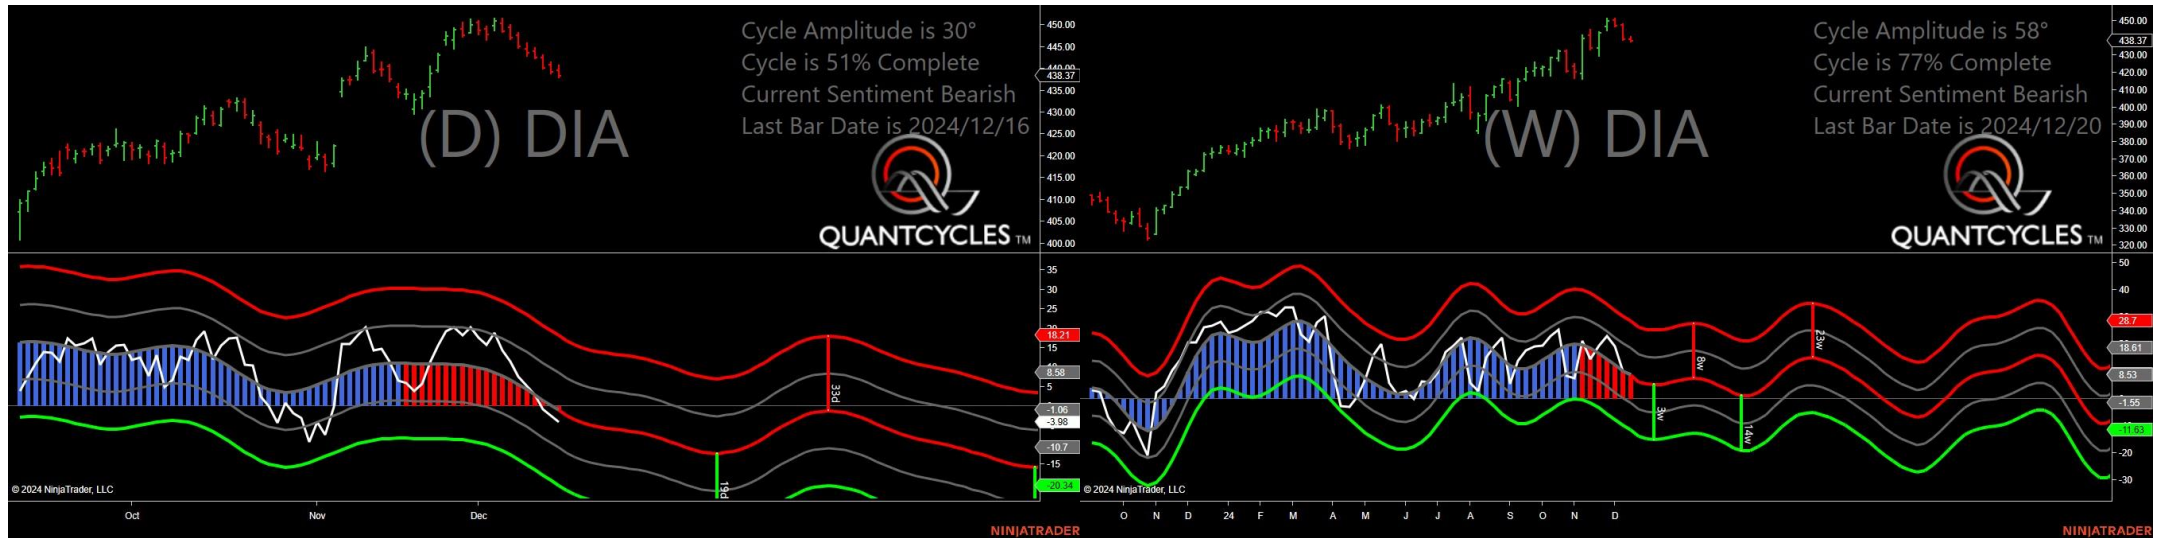 Cycle Amplitude is 30°
Cycle is 51% Complete
Current Sentiment Bearish
Last Bar Date is 2024/12/16
(D) DIA
QUANTCYCLES TM
450.00
445.00
440.00
438.37
435.00
430.00
425.00
420.00
415.00
410.00
405.00
400.00
35
30
25
18.21
15
8.58
5
-1.06
-3.98
-10.7
-15
-20.34
33d
19d
© 2024 NinjaTrader, LLC
Oct Nov Dec
NINJATRADER
Cycle Amplitude is 58°
Cycle is 77% Complete
Current Sentiment Bearish
Last Bar Date is 2024/12/20
(W) DIA
QUANTCYCLES TM
450.00
438.37
430.00
420.00
410.00
400.00
390.00
380.00
370.00
360.00
350.00
340.00
330.00
320.00
50
40
28.7
18.61
8.53
-1.55
-11.63
-20
-30
8w
23w
3w
14w
© 2024 NinjaTrader, LLC
O N D 24 F M A M J J A S O N D
NINJATRADER